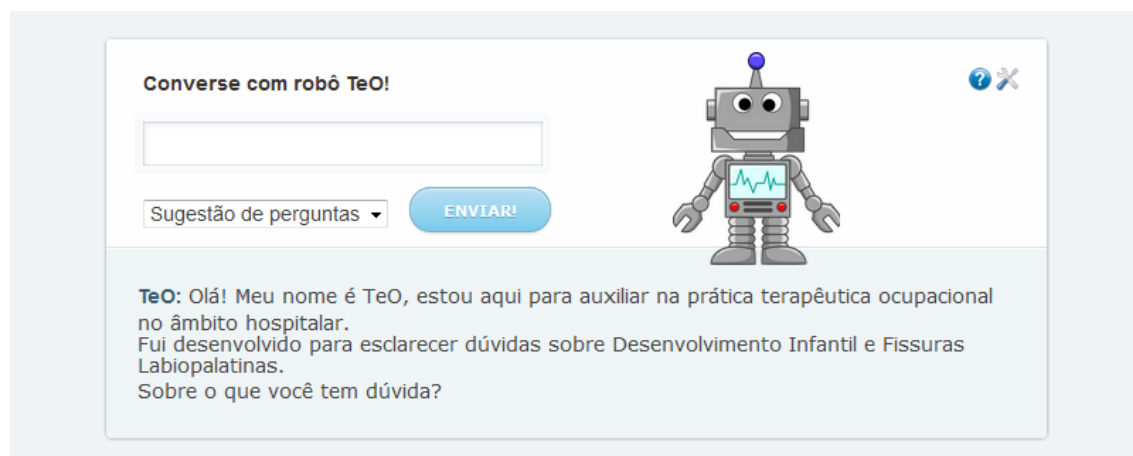 Converse com robô TeO!
Sugestão de perguntas
ENVIAR!
TeO: Olá! Meu nome é TeO, estou aqui para auxiliar na prática terapêutica ocupacional
no âmbito hospitalar.
Fui desenvolvido para esclarecer dúvidas sobre Desenvolvimento Infantil e Fissuras
Labiopalatinas.
Sobre o que você tem dúvida?